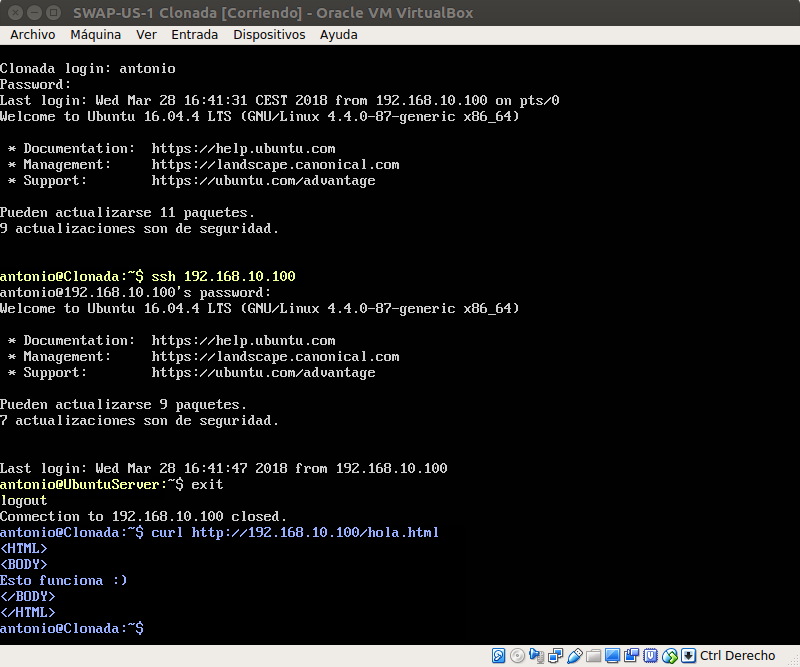 SWAP-US-1 Clonada [Corriendo] - Oracle VM VirtualBox
Archivo Máquina Ver Entrada Dispositivos Ayuda
Clonada login: antonio
Password:
Last login: Wed Mar 28 16:41:31 CEST 2018 from 192.168.10.100 on pts/0
Welcome to Ubuntu 16.04.4 LTS (GNU/Linux 4.4.0-87-generic x86_64)
* Documentation: https://help.ubuntu.com
* Management: https://landscape.canonical.com
* Support: https://ubuntu.com/advantage
Pueden actualizarse 11 paquetes.
9 actualizaciones son de seguridad.
antonio@Clonada:~$ ssh 192.168.10.100
antonio@192.168.10.100's password:
Welcome to Ubuntu 16.04.4 LTS (GNU/Linux 4.4.0-87-generic x86_64)
* Documentation: https://help.ubuntu.com
* Management: https://landscape.canonical.com
* Support: https://ubuntu.com/advantage
Pueden actualizarse 9 paquetes.
7 actualizaciones son de seguridad.
Last login: Wed Mar 28 16:41:47 2018 from 192.168.10.100
antonio@UbuntuServer:~$ exit
logout
Connection to 192.168.10.100 closed.
antonio@Clonada:~$ curl http://192.168.10.100/hola.html
<HTML>
<BODY>
Esto funciona :)
</BODY>
</HTML>
antonio@Clonada:~$
Ctrl Derecho